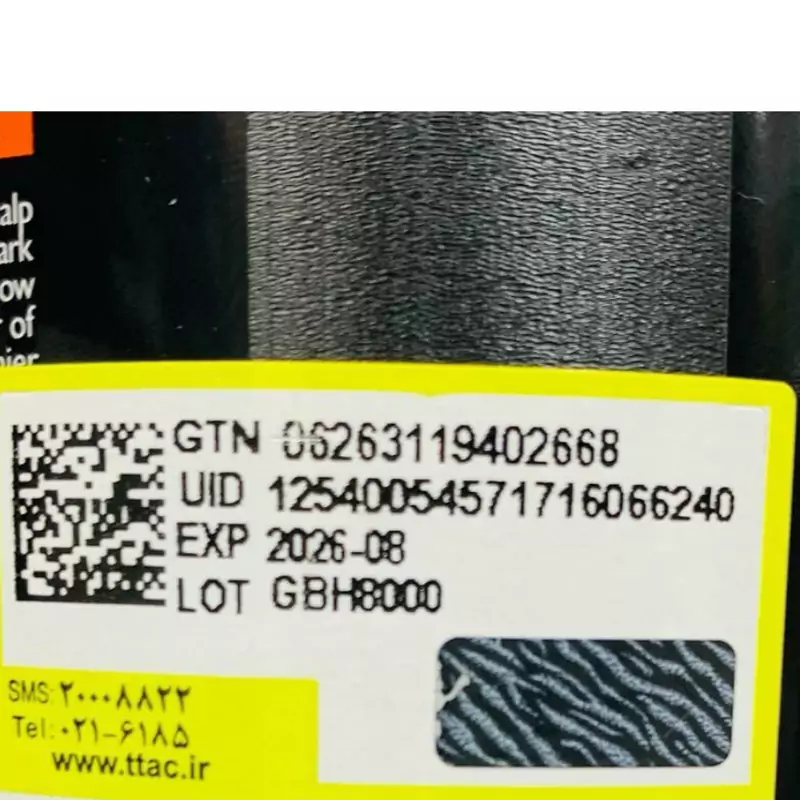 alp
ark
ow
of
GTN 06263119402668
UID 12540054571716066240
EXP 2026-08
LOT GBH8000
SMS:۲۰۰۰۸۸۲۲
Tel:۰۲۱-۶۱۸۵
www.ttac.ir